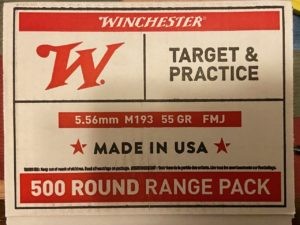 WINCHESTER
W.
TARGET &
PRACTICE
5.56mm M193 55 GR FMJ
★ MADE IN USA ★
500 ROUND RANGE PACK